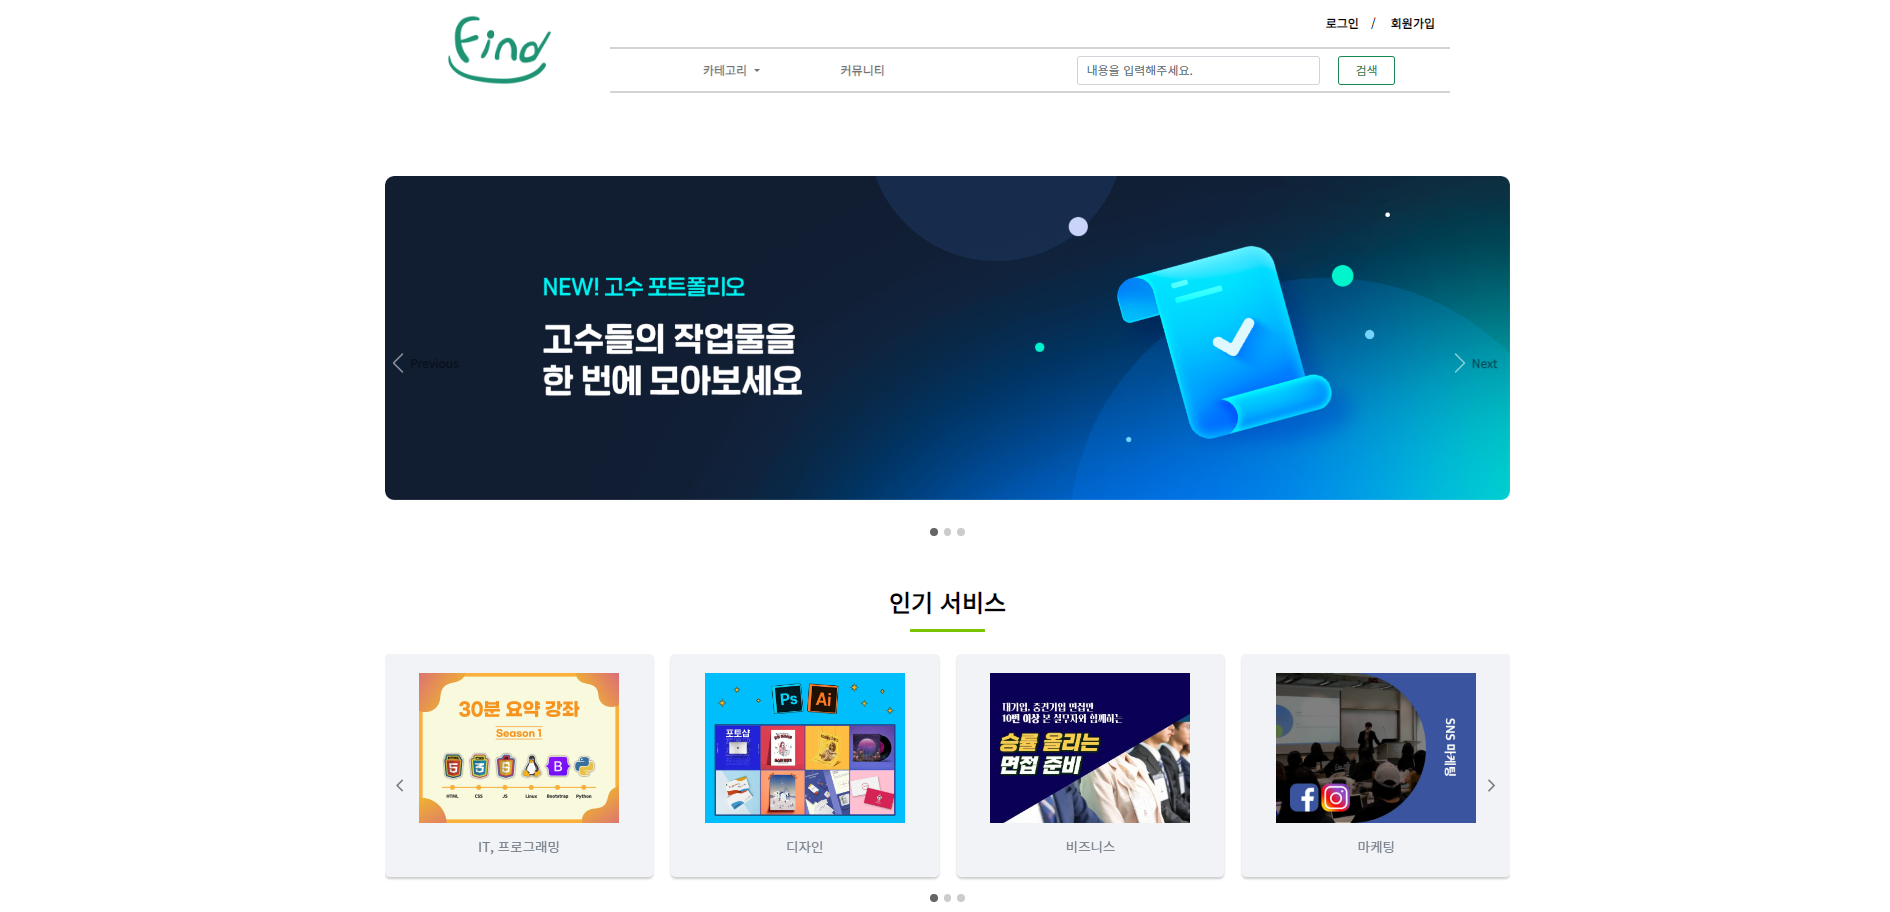 Find
로그인 / 회원가입
카테고리
커뮤니티
내용을 입력해주세요.
검색
NEW! 고수 포트폴리오
고수들의 작업물을
한 번에 모아보세요
Previous
Next
인기 서비스
30분 요약 강좌
Season 1
HTML CSS JS Linux Bootstrap Python
IT, 프로그래밍
Ps Ai
포토샵
디자인
대기업, 중견기업 면접만
10번 이상 본 실무자와 함께하는
승률 올리는
면접 준비
비즈니스
SNS 마케팅
마케팅